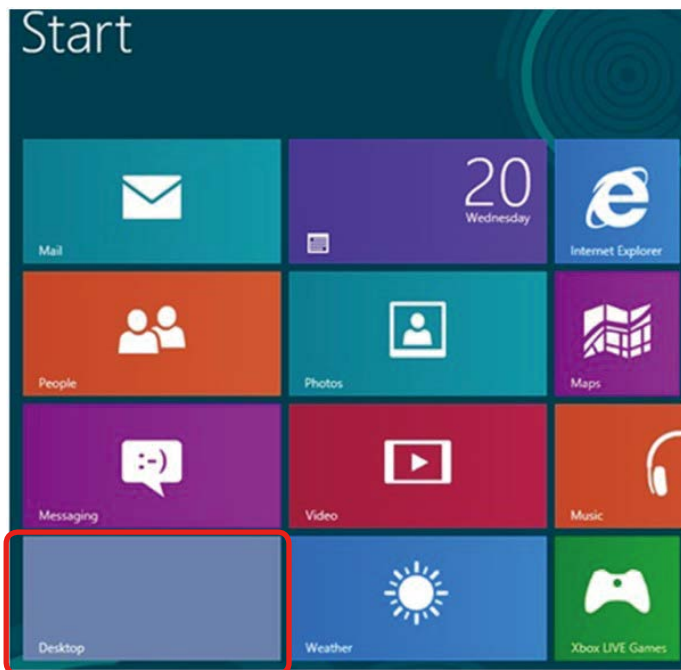 Start
20
Wednesday
Mail
Internet Explorer
People
Photos
Maps
:-)
Messaging
Video
Music
Desktop
Weather
Xbox LIVE Games